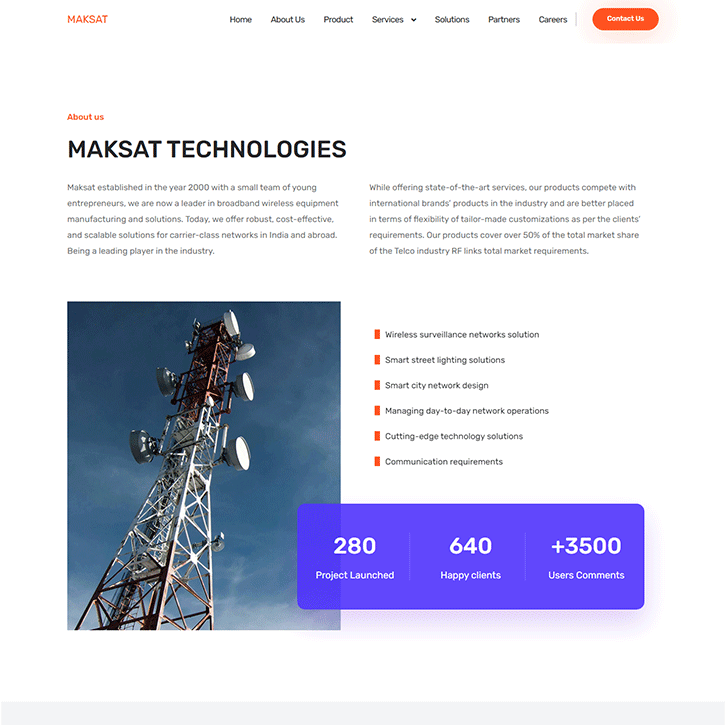 MAKSAT
Home About Us Product Services Solutions Partners Careers Contact Us
About us
MAKSAT TECHNOLOGIES
Maksat established in the year 2000 with a small team of young
entrepreneurs, we are now a leader in broadband wireless equipment
manufacturing and solutions. Today, we offer robust, cost-effective,
and scalable solutions for carrier-class networks in India and abroad.
Being a leading player in the industry.
While offering state-of-the-art services, our products compete with
international brands' products in the industry and are better placed
in terms of flexibility of tailor-made customizations as per the clients'
requirements. Our products cover over 50% of the total market share
of the Telco industry RF links total market requirements.
Wireless surveillance networks solution
Smart street lighting solutions
Smart city network design
Managing day-to-day network operations
Cutting-edge technology solutions
Communication requirements
280 640 +3500
Project Launched Happy clients Users Comments